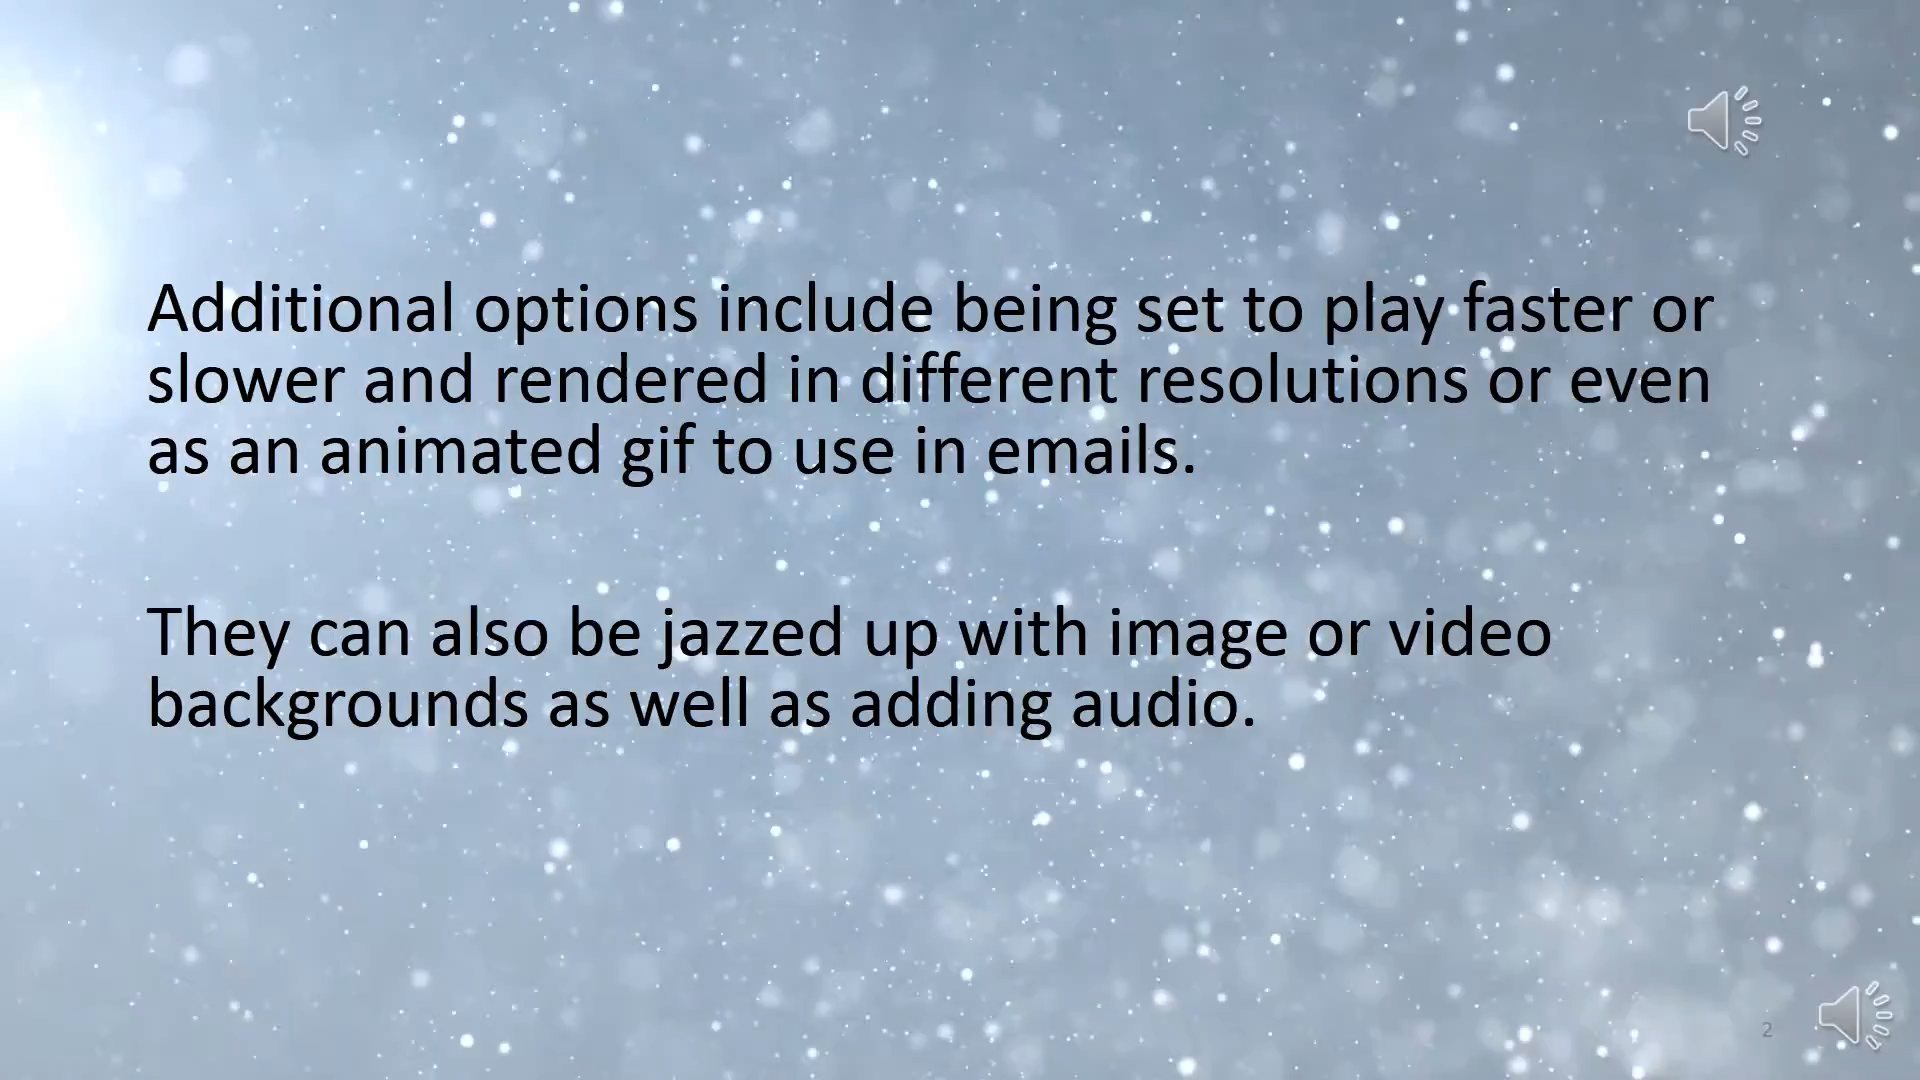 Additional options include being set to play faster or
slower and rendered in different resolutions or even
as an animated gif to use in emails.
They can also be jazzed up with image or video
backgrounds as well as adding audio.
2